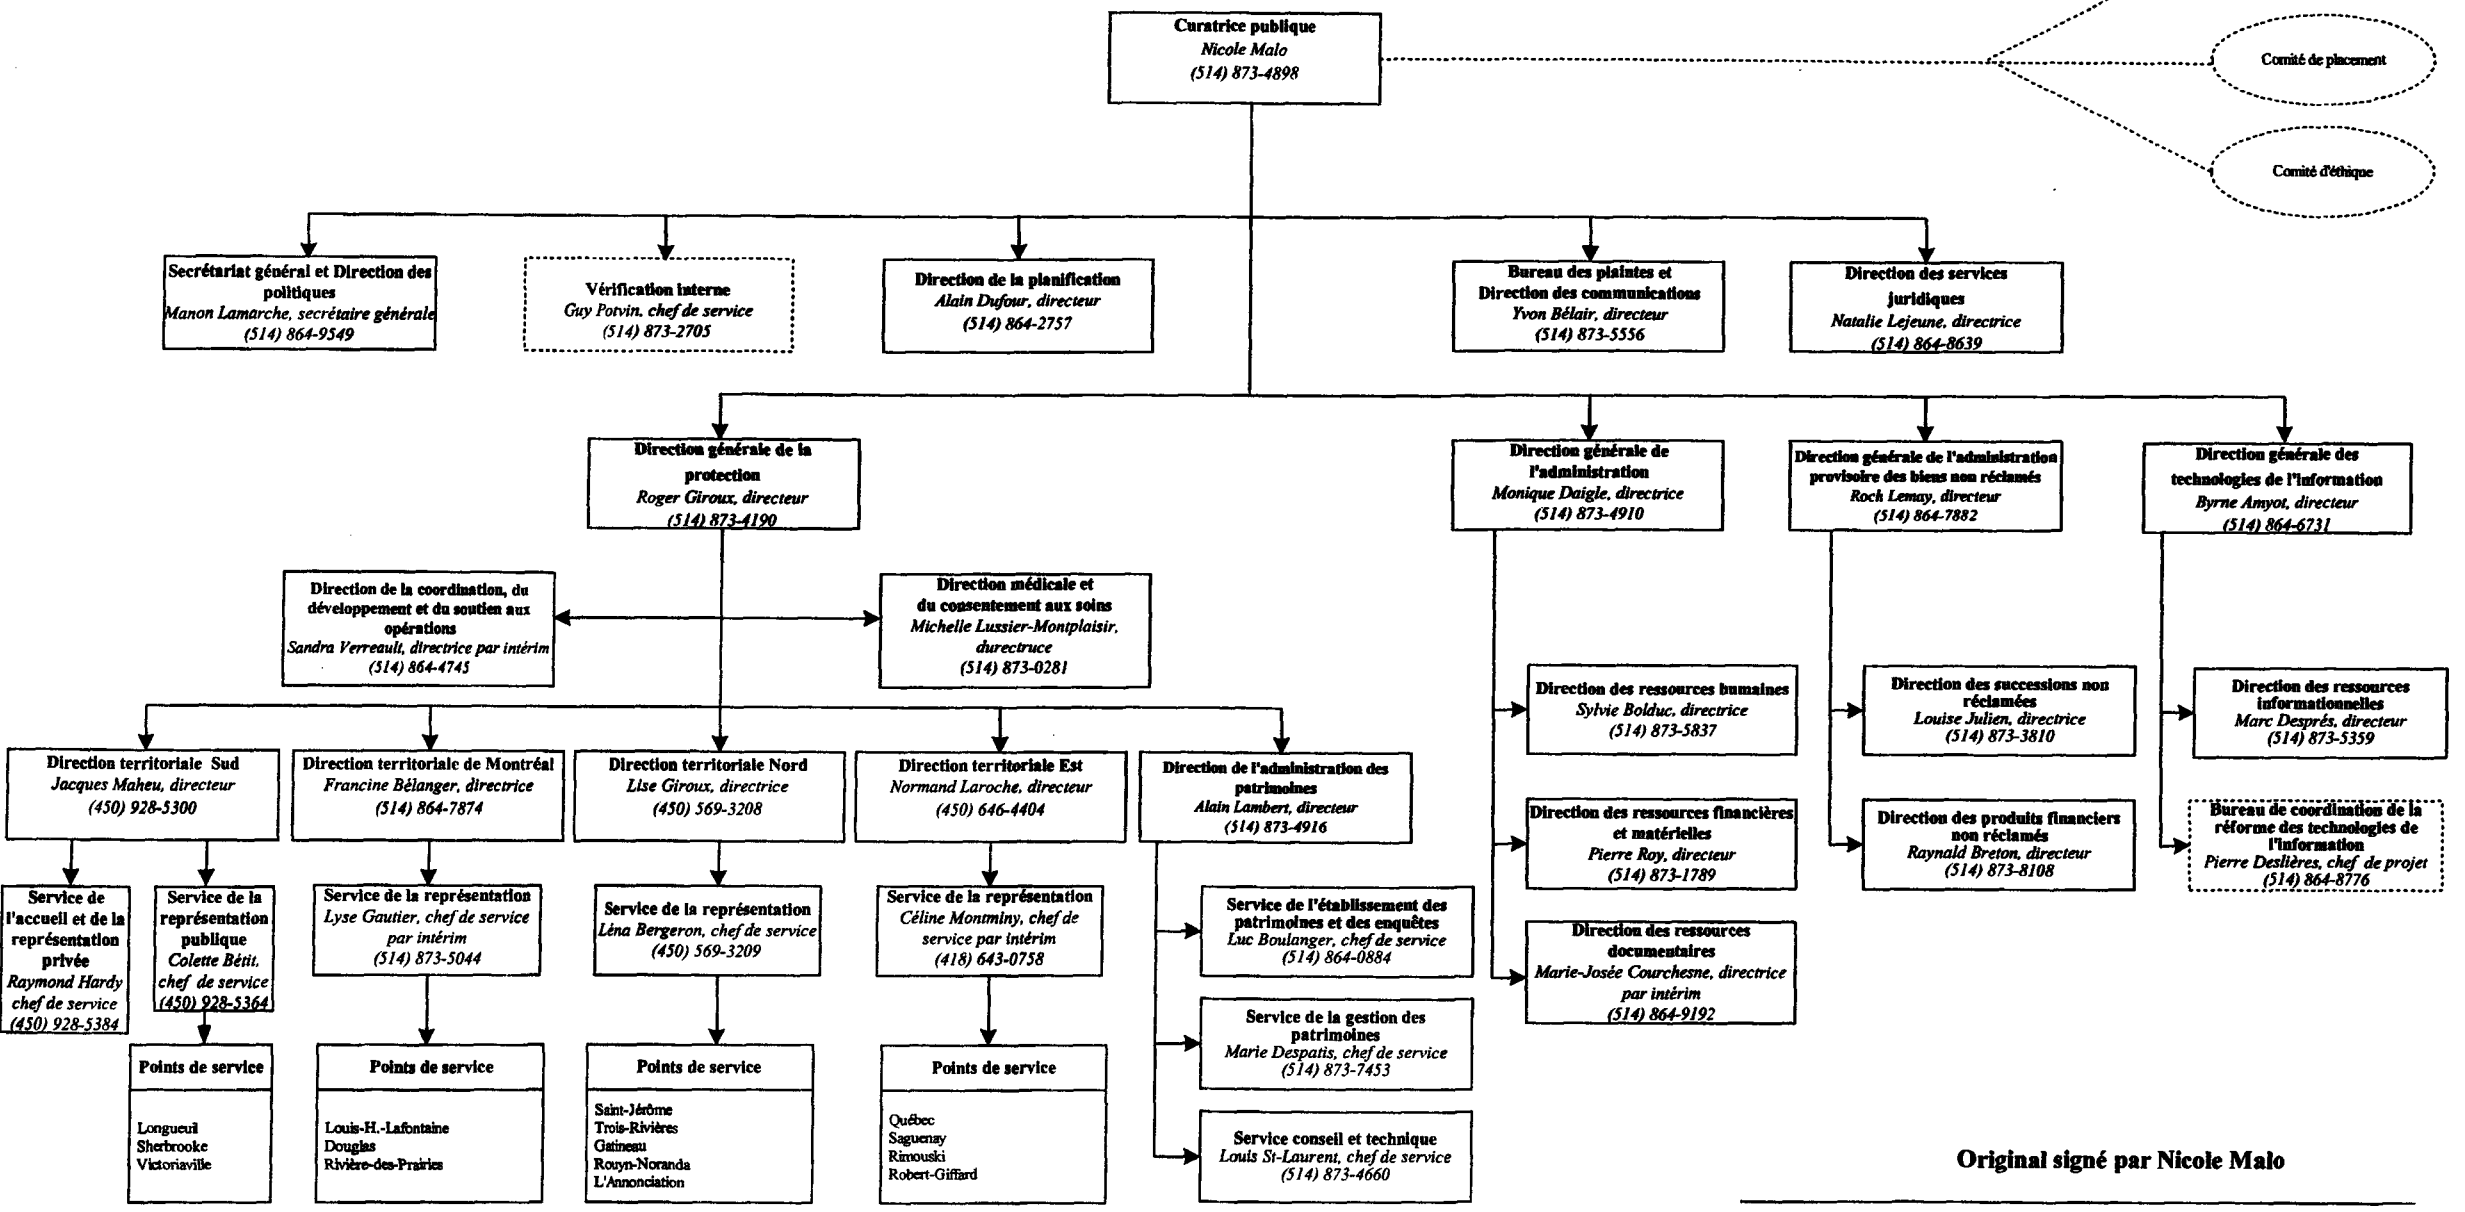 Curatrice publique
Nicole Malo
(514) 873-4898
Comité de placement
Comité d'éthique
Secrétariat général et Direction des
politiques
Manon Lamarche, secrétaire générale
(514) 864-9549
Vérification interne
Guy Potvin, chef de service
(514) 873-2705
Direction de la planification
Alain Dufour, directeur
(514) 864-2757
Bureau des plaintes et
Direction des communications
Yvon Bélair, directeur
(514) 873-5556
Direction des services
juridiques
Natalie Lejeune, directrice
(514) 864-8639
Direction générale de la
protection
Roger Giroux, directeur
(514) 873-4190
Direction générale de
l'administration
Monique Daigle, directrice
(514) 873-4910
Direction générale de l'administration
provisoire des biens non réclamés
Roch Lemay, directeur
(514) 864-7882
Direction générale des
technologies de l'information
Byrne Amyot, directeur
(514) 864-6731
Direction de la coordination, du
développement et du soutien aux
opérations
Sandra Verreault, directrice par intérim
(514) 864-4745
Direction médicale et
du consentement aux soins
Michelle Lussier-Montplaisir,
durectruce
(514) 873-0281
Direction des ressources humaines
Sylvie Bolduc, directrice
(514) 873-5837
Direction des successions non
réclamées
Louise Julien, directrice
(514) 873-3810
Direction des ressources
informationnelles
Marc Després, directeur
(514) 873-5359
Direction territoriale Sud
Jacques Maheu, directeur
(450) 928-5300
Direction territoriale de Montréal
Francine Bélanger, directrice
(514) 864-7874
Direction territoriale Nord
Lise Giroux, directrice
(450) 569-3208
Direction territoriale Est
Normand Laroche, directeur
(450) 646-4404
Direction de l'administration des
patrimoines
Alain Lambert, directeur
(514) 873-4916
Direction des ressources financières
et matérielles
Pierre Roy, directeur
(514) 873-1789
Direction des produits financiers
non réclamés
Raynald Breton, directeur
(514) 873-8108
Bureau de coordination de la
réforme des technologies de
l'information
Pierre Deslières, chef de projet
(514) 864-8776
Service de
l'accueil et de la
représentation
privée
Raymond Hardy
chef de service
(450) 928-5384
Service de la
représentation
publique
Colette Bétit,
chef de service
(450) 928-5364
Service de la représentation
Lyse Gautier, chef de service
par intérim
(514) 873-5044
Service de la représentation
Léna Bergeron, chef de service
(450) 569-3209
Service de la représentation
Céline Montminy, chef de
service par intérim
(418) 643-0758
Service de l'établissement des
patrimoines et des enquêtes
Luc Boulanger, chef de service
(514) 864-0884
Direction des ressources
documentaires
Marie-Josée Courchesne, directrice
par intérim
(514) 864-9192
Service de la gestion des
patrimoines
Marie Despatis, chef de service
(514) 873-7453
Points de service
Longueuil
Sherbrooke
Victoriaville
Points de service
Louis-H.-Lafontaine
Douglas
Rivière-des-Prairies
Points de service
Saint-Jérôme
Trois-Rivières
Gatineau
Rouyn-Noranda
L'Annonciation
Points de service
Québec
Saguenay
Rimouski
Robert-Giffard
Service conseil et technique
Louis St-Laurent, chef de service
(514) 873-4660
Original signé par Nicole Malo